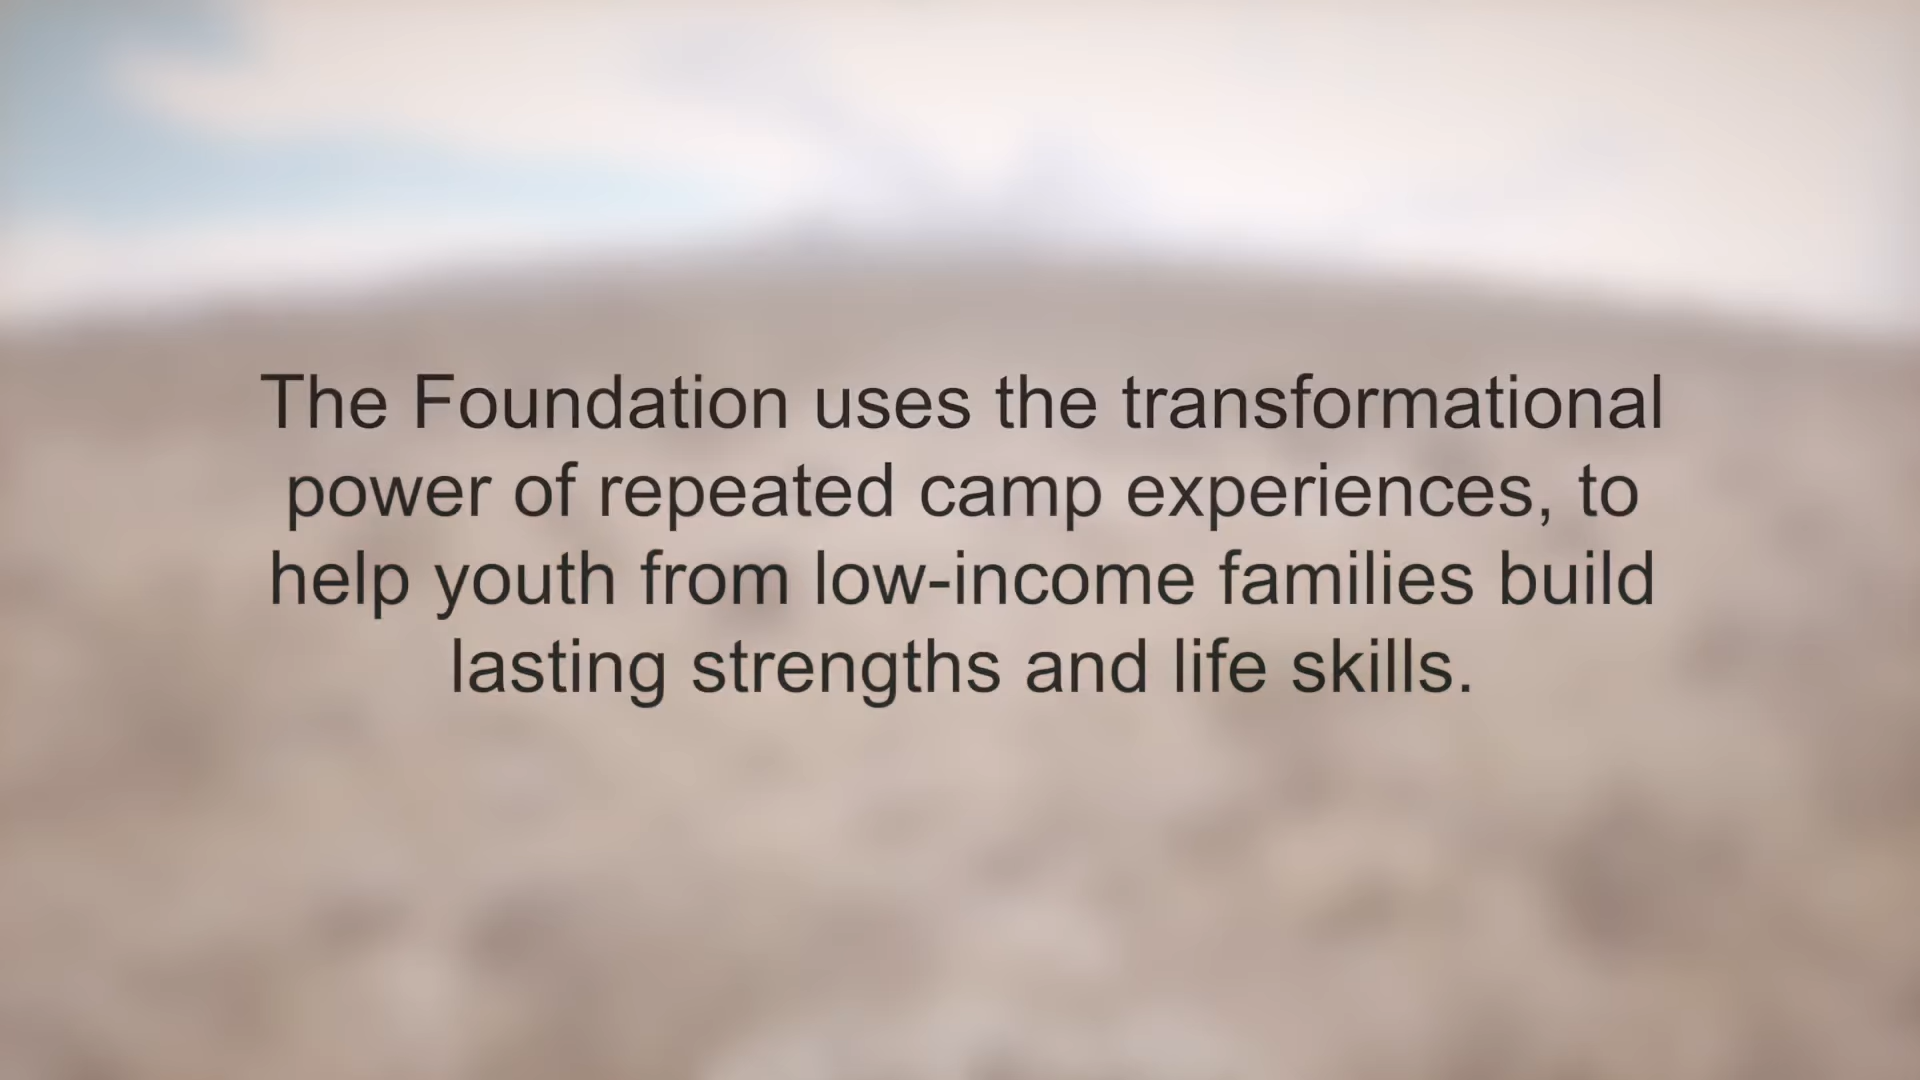 The Foundation uses the transformational
power of repeated camp experiences, to
help youth from low-income families build
lasting strengths and life skills.